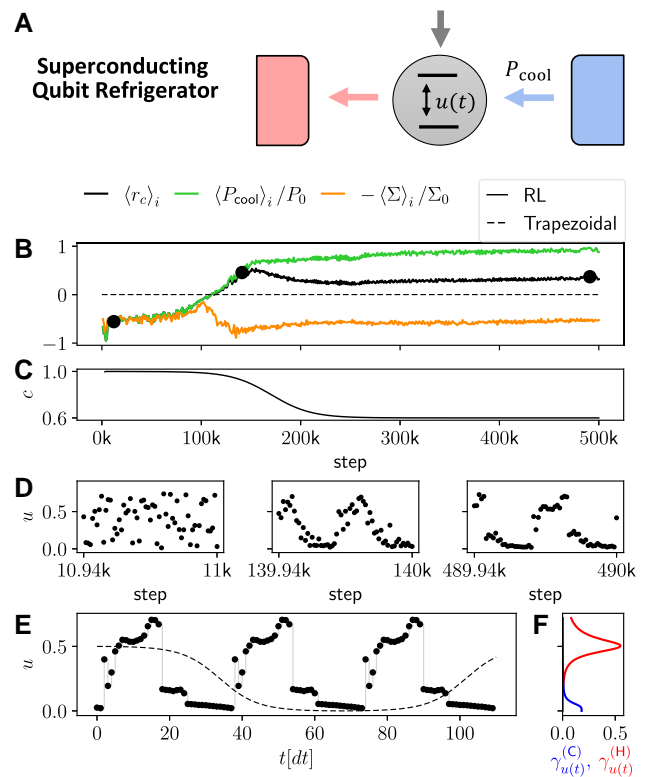 A
Superconducting
Qubit Refrigerator
u(t)
P_cool
⟨r_c⟩_i
⟨P_cool⟩_i / P_0
− ⟨Σ⟩_i / Σ_0
RL
Trapezoidal
B
1
0
−1
C
c
1.0
0.6
0k
100k
200k
300k
400k
500k
step
D
u
0.5
0.0
10.94k
11k
139.94k
140k
489.94k
490k
step
step
step
E
u
0.5
0.0
0
20
40
60
80
100
t[dt]
F
0.0
0.5
γ_{u(t)}^{(C)}, γ_{u(t)}^{(H)}